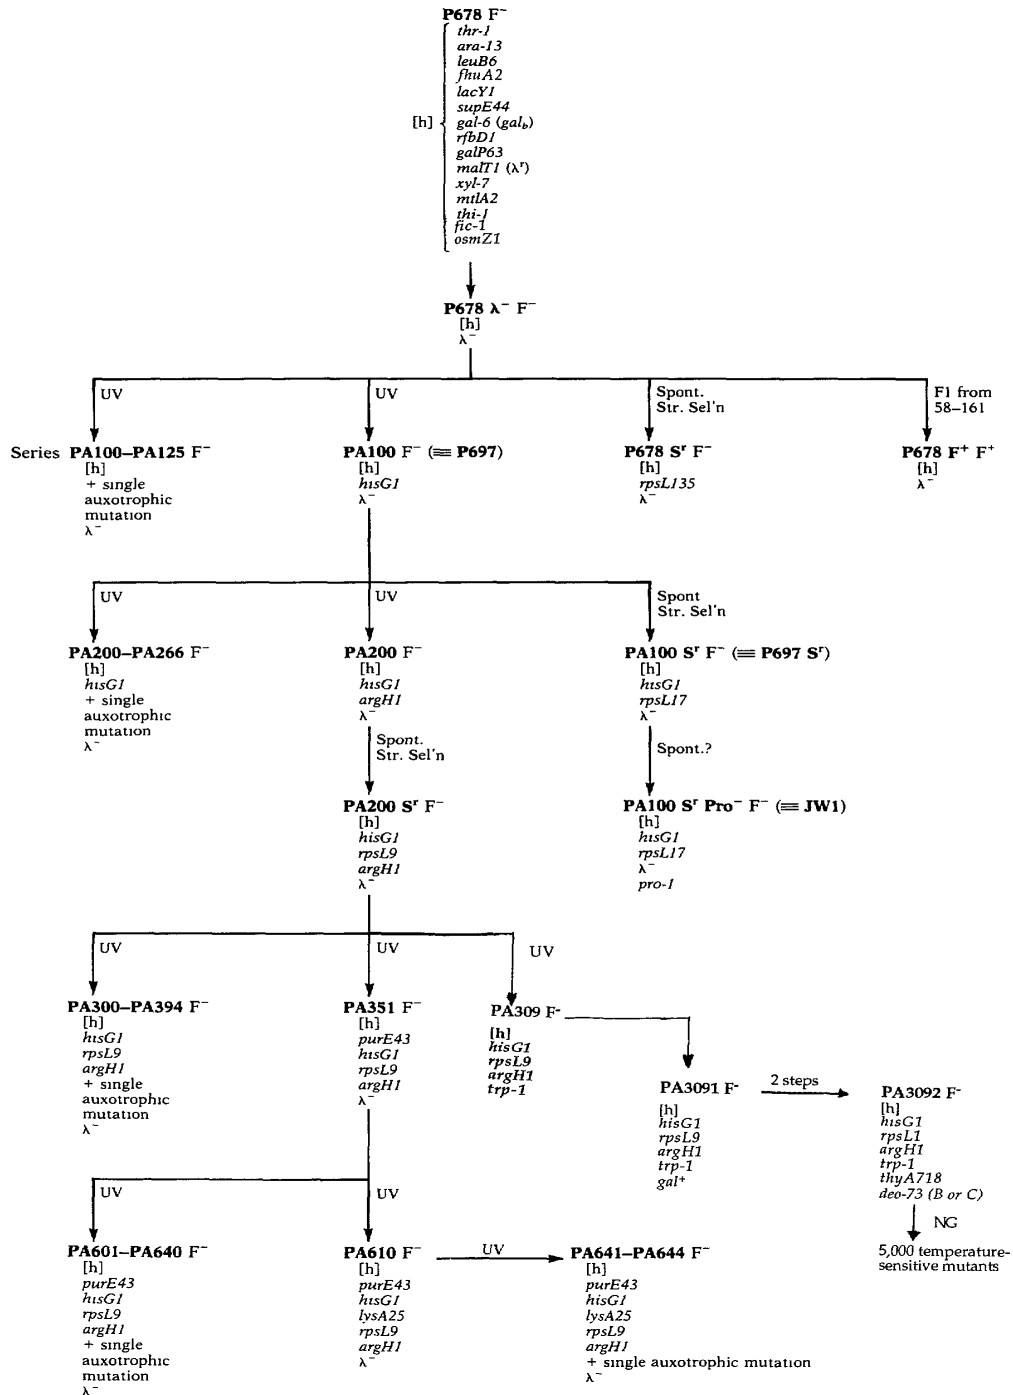 P678 F⁻
[h]
thr-1
ara-13
leuB6
fhuA2
lacY1
supE44
gal-6 (galb)
rfbD1
galP63
malT1 (λʳ)
xyl-7
mtlA2
thi-1
fic-1
osmZ1
P678 λ⁻ F⁻
[h]
λ⁻
UV
UV
Spont.
Str. Sel'n
F1 from
58–161
Series PA100–PA125 F⁻
[h]
+ single
auxotrophic
mutation
λ⁻
PA100 F⁻ (≡ P697)
[h]
hisG1
λ⁻
P678 Sʳ F⁻
[h]
rpsL135
λ⁻
P678 F⁺ F⁺
[h]
λ⁻
UV
UV
Spont
Str. Sel'n
PA200–PA266 F⁻
[h]
hisG1
+ single
auxotrophic
mutation
λ⁻
PA200 F⁻
[h]
hisG1
argH1
λ⁻
PA100 Sʳ F⁻ (≡ P697 Sʳ)
[h]
hisG1
rpsL17
λ⁻
Spont.
Str. Sel'n
Spont.?
PA200 Sʳ F⁻
[h]
hisG1
rpsL9
argH1
λ⁻
PA100 Sʳ Pro⁻ F⁻ (≡ JW1)
[h]
hisG1
rpsL17
λ⁻
pro-1
UV
UV
UV
PA300–PA394 F⁻
[h]
hisG1
rpsL9
argH1
+ single
auxotrophic
mutation
λ⁻
PA351 F⁻
[h]
purE43
hisG1
rpsL9
argH1
λ⁻
PA309 F-
[h]
hisG1
rpsL9
argH1
trp-1
PA3091 F-
[h]
hisG1
rpsL9
argH1
trp-1
gal⁺
2 steps
PA3092 F-
[h]
hisG1
rpsL1
argH1
trp-1
thyA718
deo-73 (B or C)
NG
5,000 temperature-
sensitive mutants
UV
UV
PA601–PA640 F⁻
[h]
purE43
hisG1
rpsL9
argH1
+ single
auxotrophic
mutation
λ⁻
PA610 F⁻
[h]
purE43
hisG1
lysA25
rpsL9
argH1
λ⁻
UV
PA641–PA644 F⁻
[h]
purE43
hisG1
lysA25
rpsL9
argH1
+ single auxotrophic mutation
λ⁻